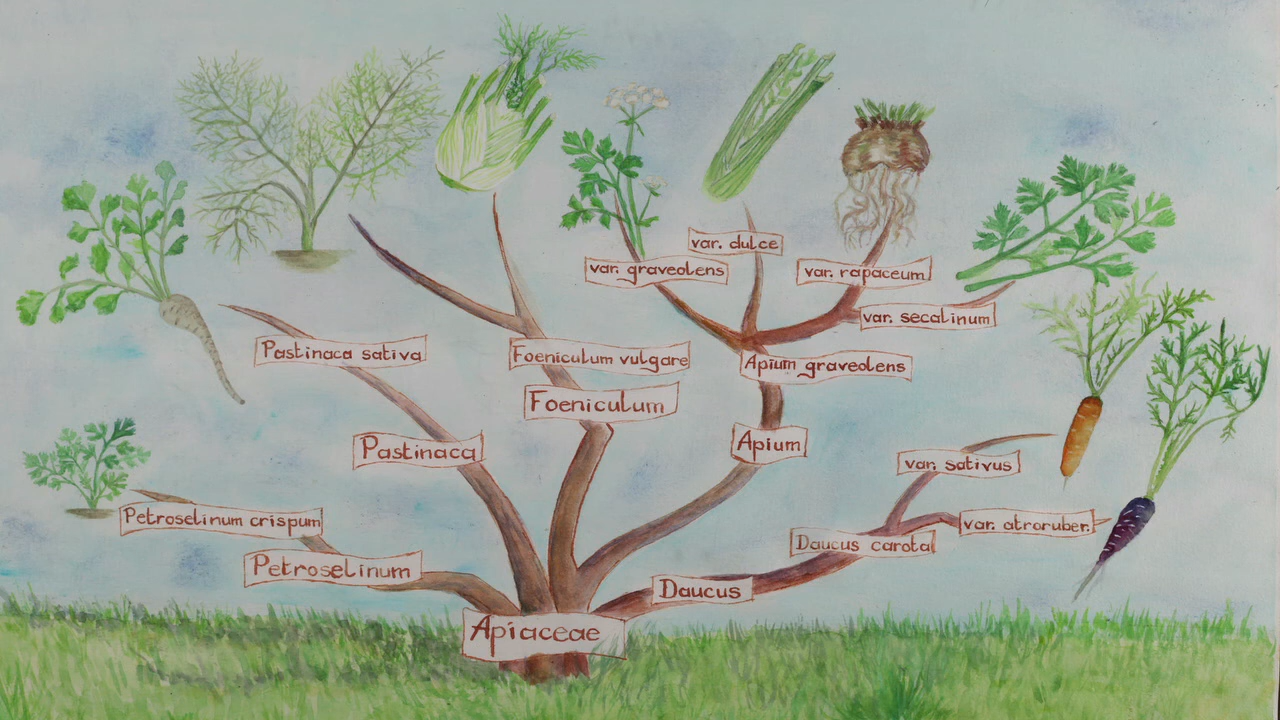 var. dulce
var. graveolens
var. rapaceum
var. secalinum
Pastinaca sativa
Foeniculum vulgare
Apium graveolens
Foeniculum
Pastinaca
Apium
var. sativus
Petroselinum crispum
var. atroruber.
Daucus carota
Petroselinum
Daucus
Apiaceae